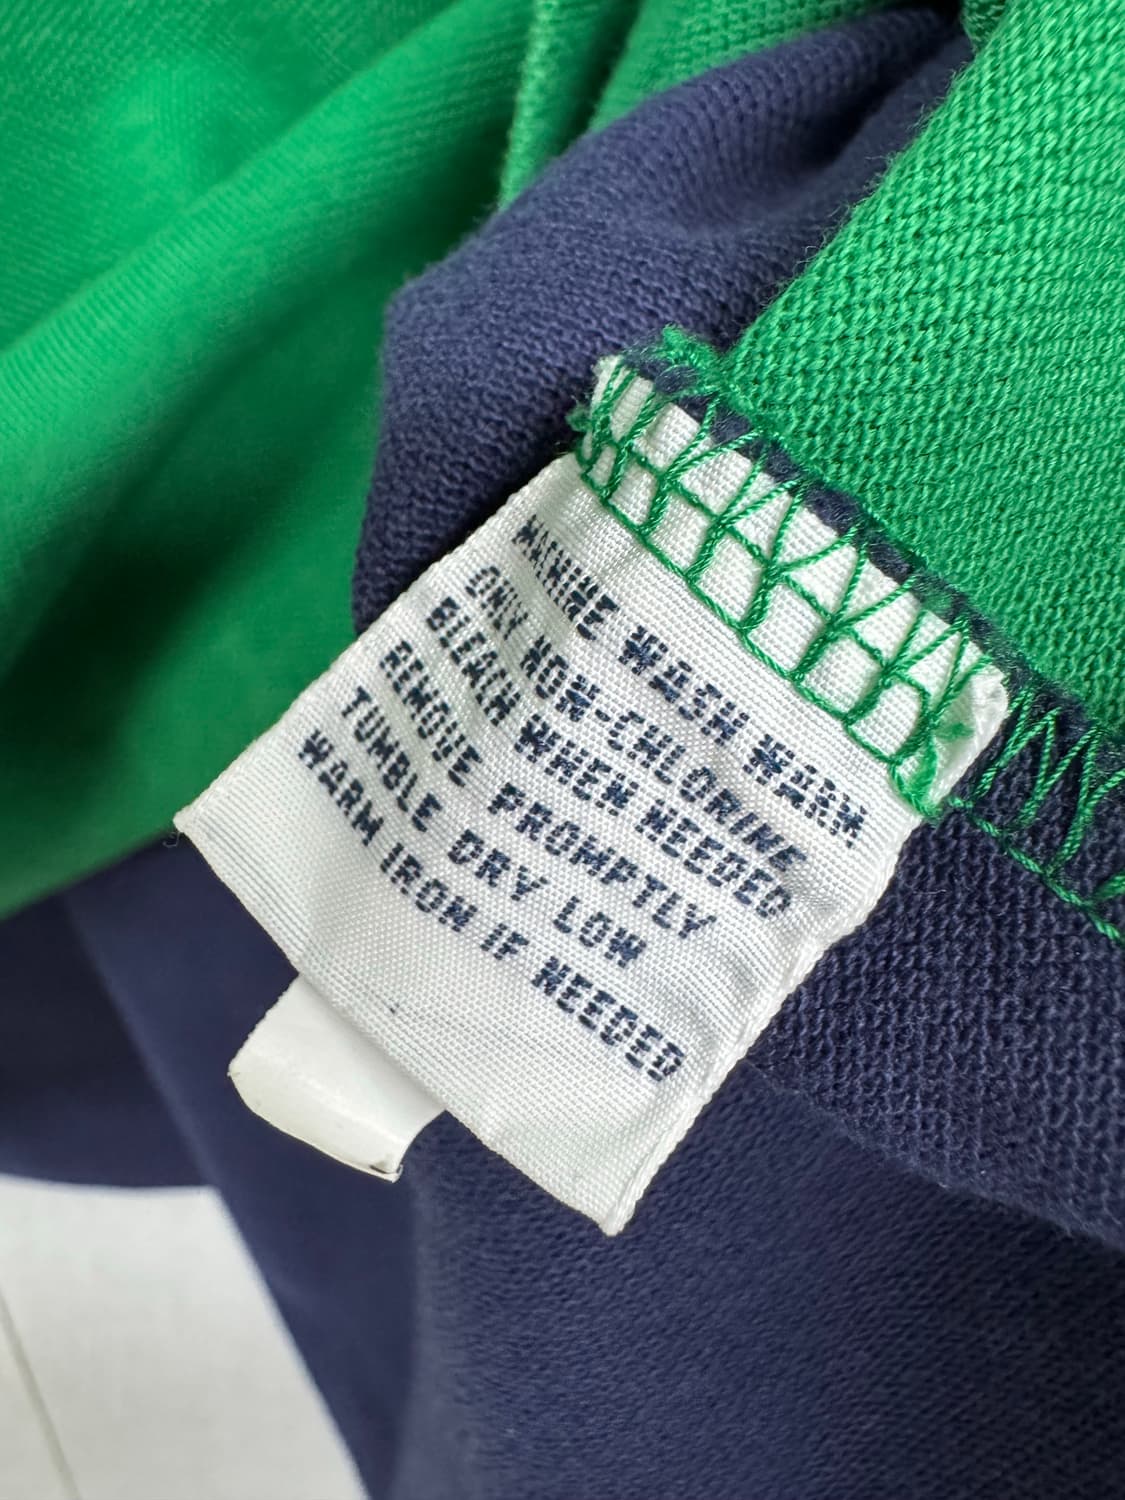 MACHINE WASH WARM
ONLY NON-CHLORINE
BLEACH WHEN NEEDED
REMOVE PROMPTLY
TUMBLE DRY LOW
WARM IRON IF NEEDED